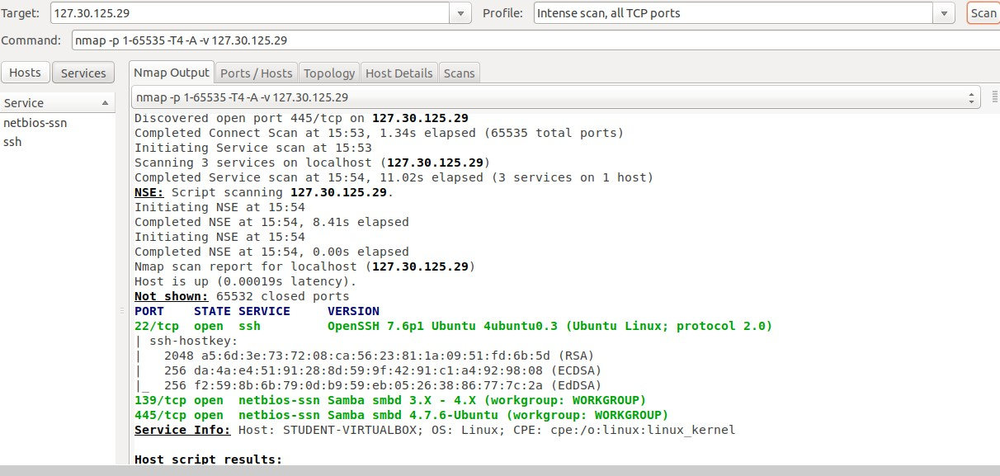 Target: 127.30.125.29 Profile: Intense scan, all TCP ports Scan
Command: nmap -p 1-65535 -T4 -A -v 127.30.125.29
Hosts Services Nmap Output Ports / Hosts Topology Host Details Scans
nmap -p 1-65535 -T4 -A -v 127.30.125.29
Service
netbios-ssn
ssh
Discovered open port 445/tcp on 127.30.125.29
Completed Connect Scan at 15:53, 1.34s elapsed (65535 total ports)
Initiating Service scan at 15:53
Scanning 3 services on localhost (127.30.125.29)
Completed Service scan at 15:54, 11.02s elapsed (3 services on 1 host)
NSE: Script scanning 127.30.125.29.
Initiating NSE at 15:54
Completed NSE at 15:54, 8.41s elapsed
Initiating NSE at 15:54
Completed NSE at 15:54, 0.00s elapsed
Nmap scan report for localhost (127.30.125.29)
Host is up (0.00019s latency).
Not shown: 65532 closed ports
PORT STATE SERVICE VERSION
22/tcp open ssh OpenSSH 7.6p1 Ubuntu 4ubuntu0.3 (Ubuntu Linux; protocol 2.0)
| ssh-hostkey:
| 2048 a5:6d:3e:73:72:08:ca:56:23:81:1a:09:51:fd:6b:5d (RSA)
| 256 da:4a:e4:51:91:28:8d:59:9f:42:91:c1:a4:92:98:08 (ECDSA)
|_ 256 f2:59:8b:6b:79:0d:b9:59:eb:05:26:38:86:77:7c:2a (EdDSA)
139/tcp open netbios-ssn Samba smbd 3.X - 4.X (workgroup: WORKGROUP)
445/tcp open netbios-ssn Samba smbd 4.7.6-Ubuntu (workgroup: WORKGROUP)
Service Info: Host: STUDENT-VIRTUALBOX; OS: Linux; CPE: cpe:/o:linux:linux_kernel
Host script results: